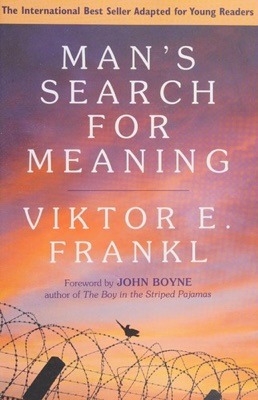 The International Best Seller Adapted for Young Readers
MAN'S
SEARCH
FOR
MEANING
VIKTOR E.
FRANKL
Foreword by JOHN BOYNE
author of The Boy in the Striped Pajamas